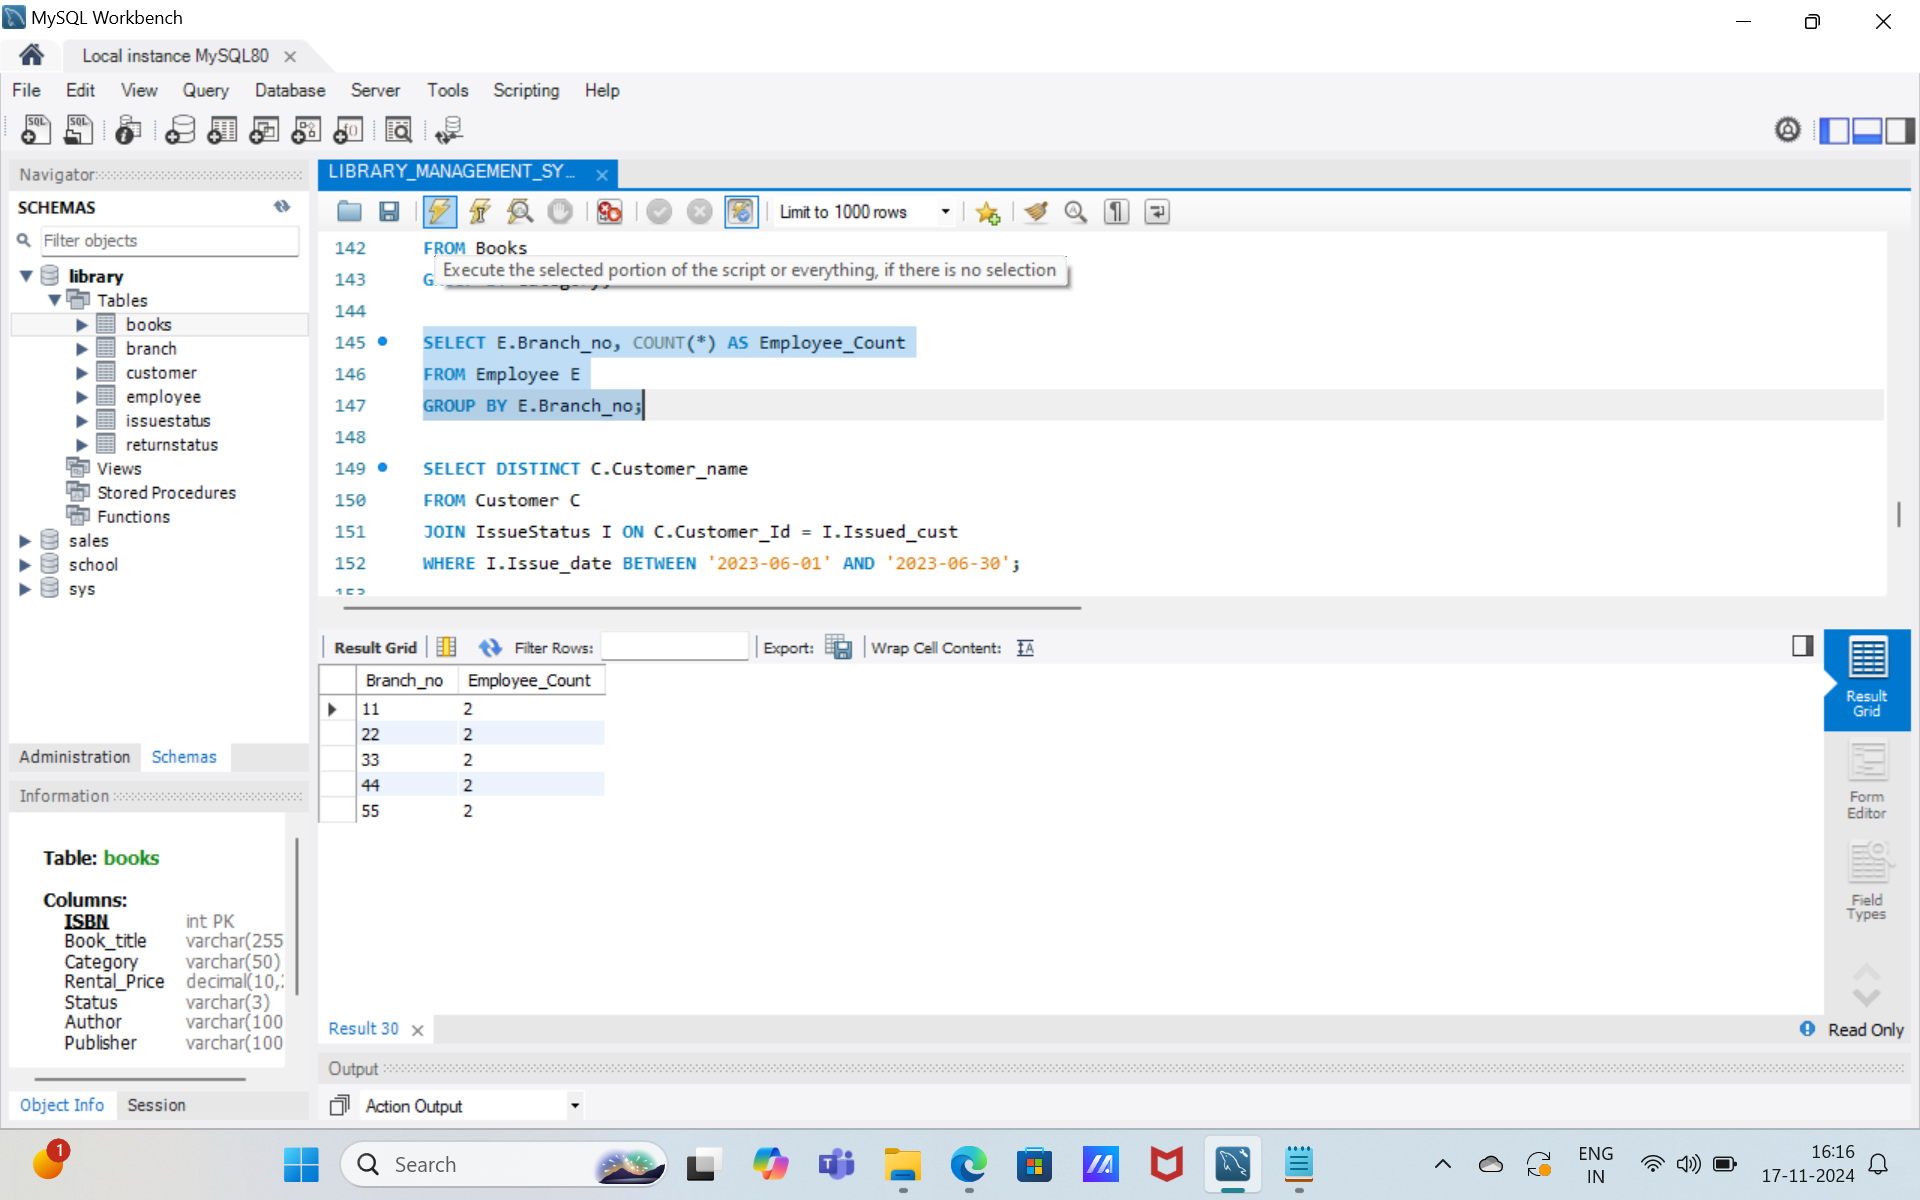 MySQL Workbench
Local instance MySQL80
File Edit View Query Database Server Tools Scripting Help
Navigator
SCHEMAS
Filter objects
library
Tables
books
branch
customer
employee
issuestatus
returnstatus
Views
Stored Procedures
Functions
sales
school
sys
Administration Schemas
Information
Table: books
Columns:
ISBN int PK
Book_title varchar(255
Category varchar(50)
Rental_Price decimal(10,
Status varchar(3)
Author varchar(100
Publisher varchar(100
Object Info Session
LIBRARY_MANAGEMENT_SY...
Limit to 1000 rows
142 FROM Books
Execute the selected portion of the script or everything, if there is no selection
143
144
145 SELECT E.Branch_no, COUNT(*) AS Employee_Count
146 FROM Employee E
147 GROUP BY E.Branch_no;
148
149 SELECT DISTINCT C.Customer_name
150 FROM Customer C
151 JOIN IssueStatus I ON C.Customer_Id = I.Issued_cust
152 WHERE I.Issue_date BETWEEN '2023-06-01' AND '2023-06-30';
Result Grid Filter Rows: Export: Wrap Cell Content:
Branch_no Employee_Count
11 2
22 2
33 2
44 2
55 2
Result
Grid
Form
Editor
Field
Types
Result 30
Read Only
Output
Action Output
1
Search
ENG
IN
16:16
17-11-2024